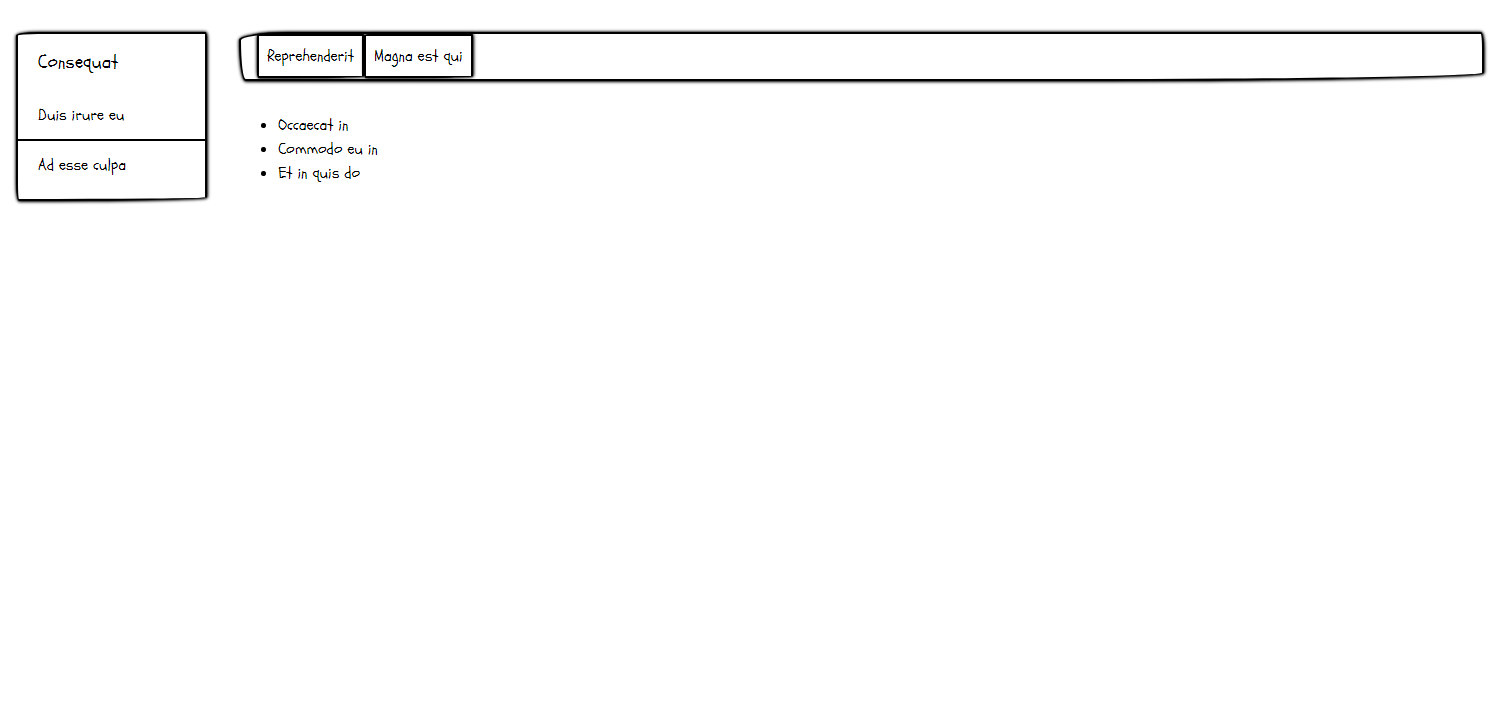 Consequat
Duis irure eu
Ad esse culpa
Reprehenderit
Magna est qui
Occaecat in
Commodo eu in
Et in quis do